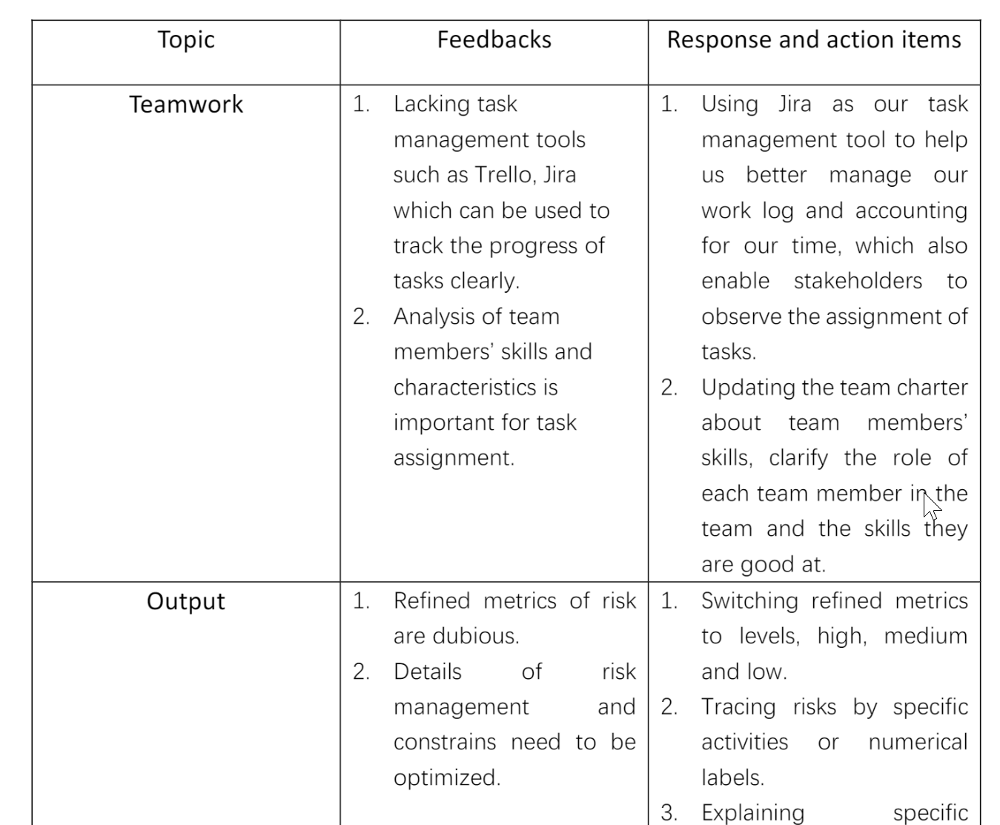 Topic
Feedbacks
Response and action items
Teamwork
1. Lacking task
management tools
such as Trello, Jira
which can be used to
track the progress of
tasks clearly.
2. Analysis of team
members’ skills and
characteristics is
important for task
assignment.
1. Using Jira as our task
management tool to help
us better manage our
work log and accounting
for our time, which also
enable stakeholders to
observe the assignment of
tasks.
2. Updating the team charter
about team members’
skills, clarify the role of
each team member in the
team and the skills they
are good at.
Output
1. Refined metrics of risk
are dubious.
2. Details of risk
management and
constrains need to be
optimized.
1. Switching refined metrics
to levels, high, medium
and low.
2. Tracing risks by specific
activities or numerical
labels.
3. Explaining specific